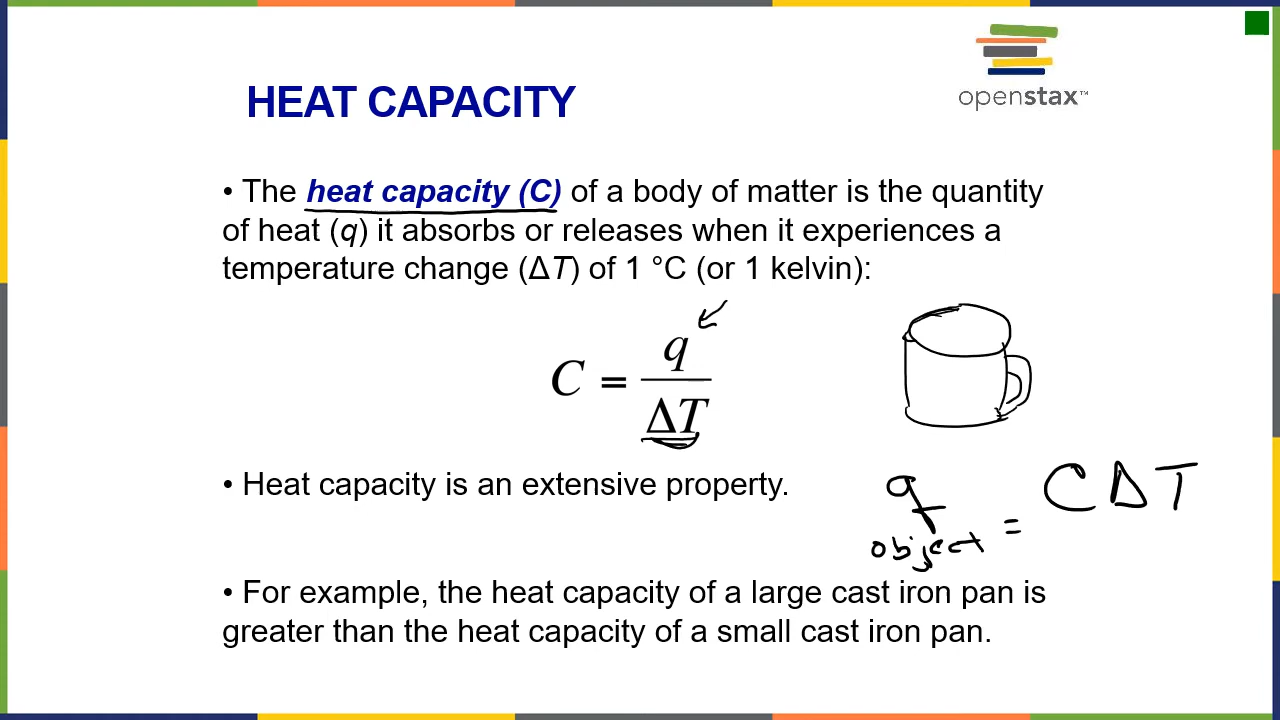 openstax™
HEAT CAPACITY
• The heat capacity (C) of a body of matter is the quantity
of heat (q) it absorbs or releases when it experiences a
temperature change (ΔT) of 1 °C (or 1 kelvin):
C = q / ΔT
• Heat capacity is an extensive property.
q object = CΔT
• For example, the heat capacity of a large cast iron pan is
greater than the heat capacity of a small cast iron pan.